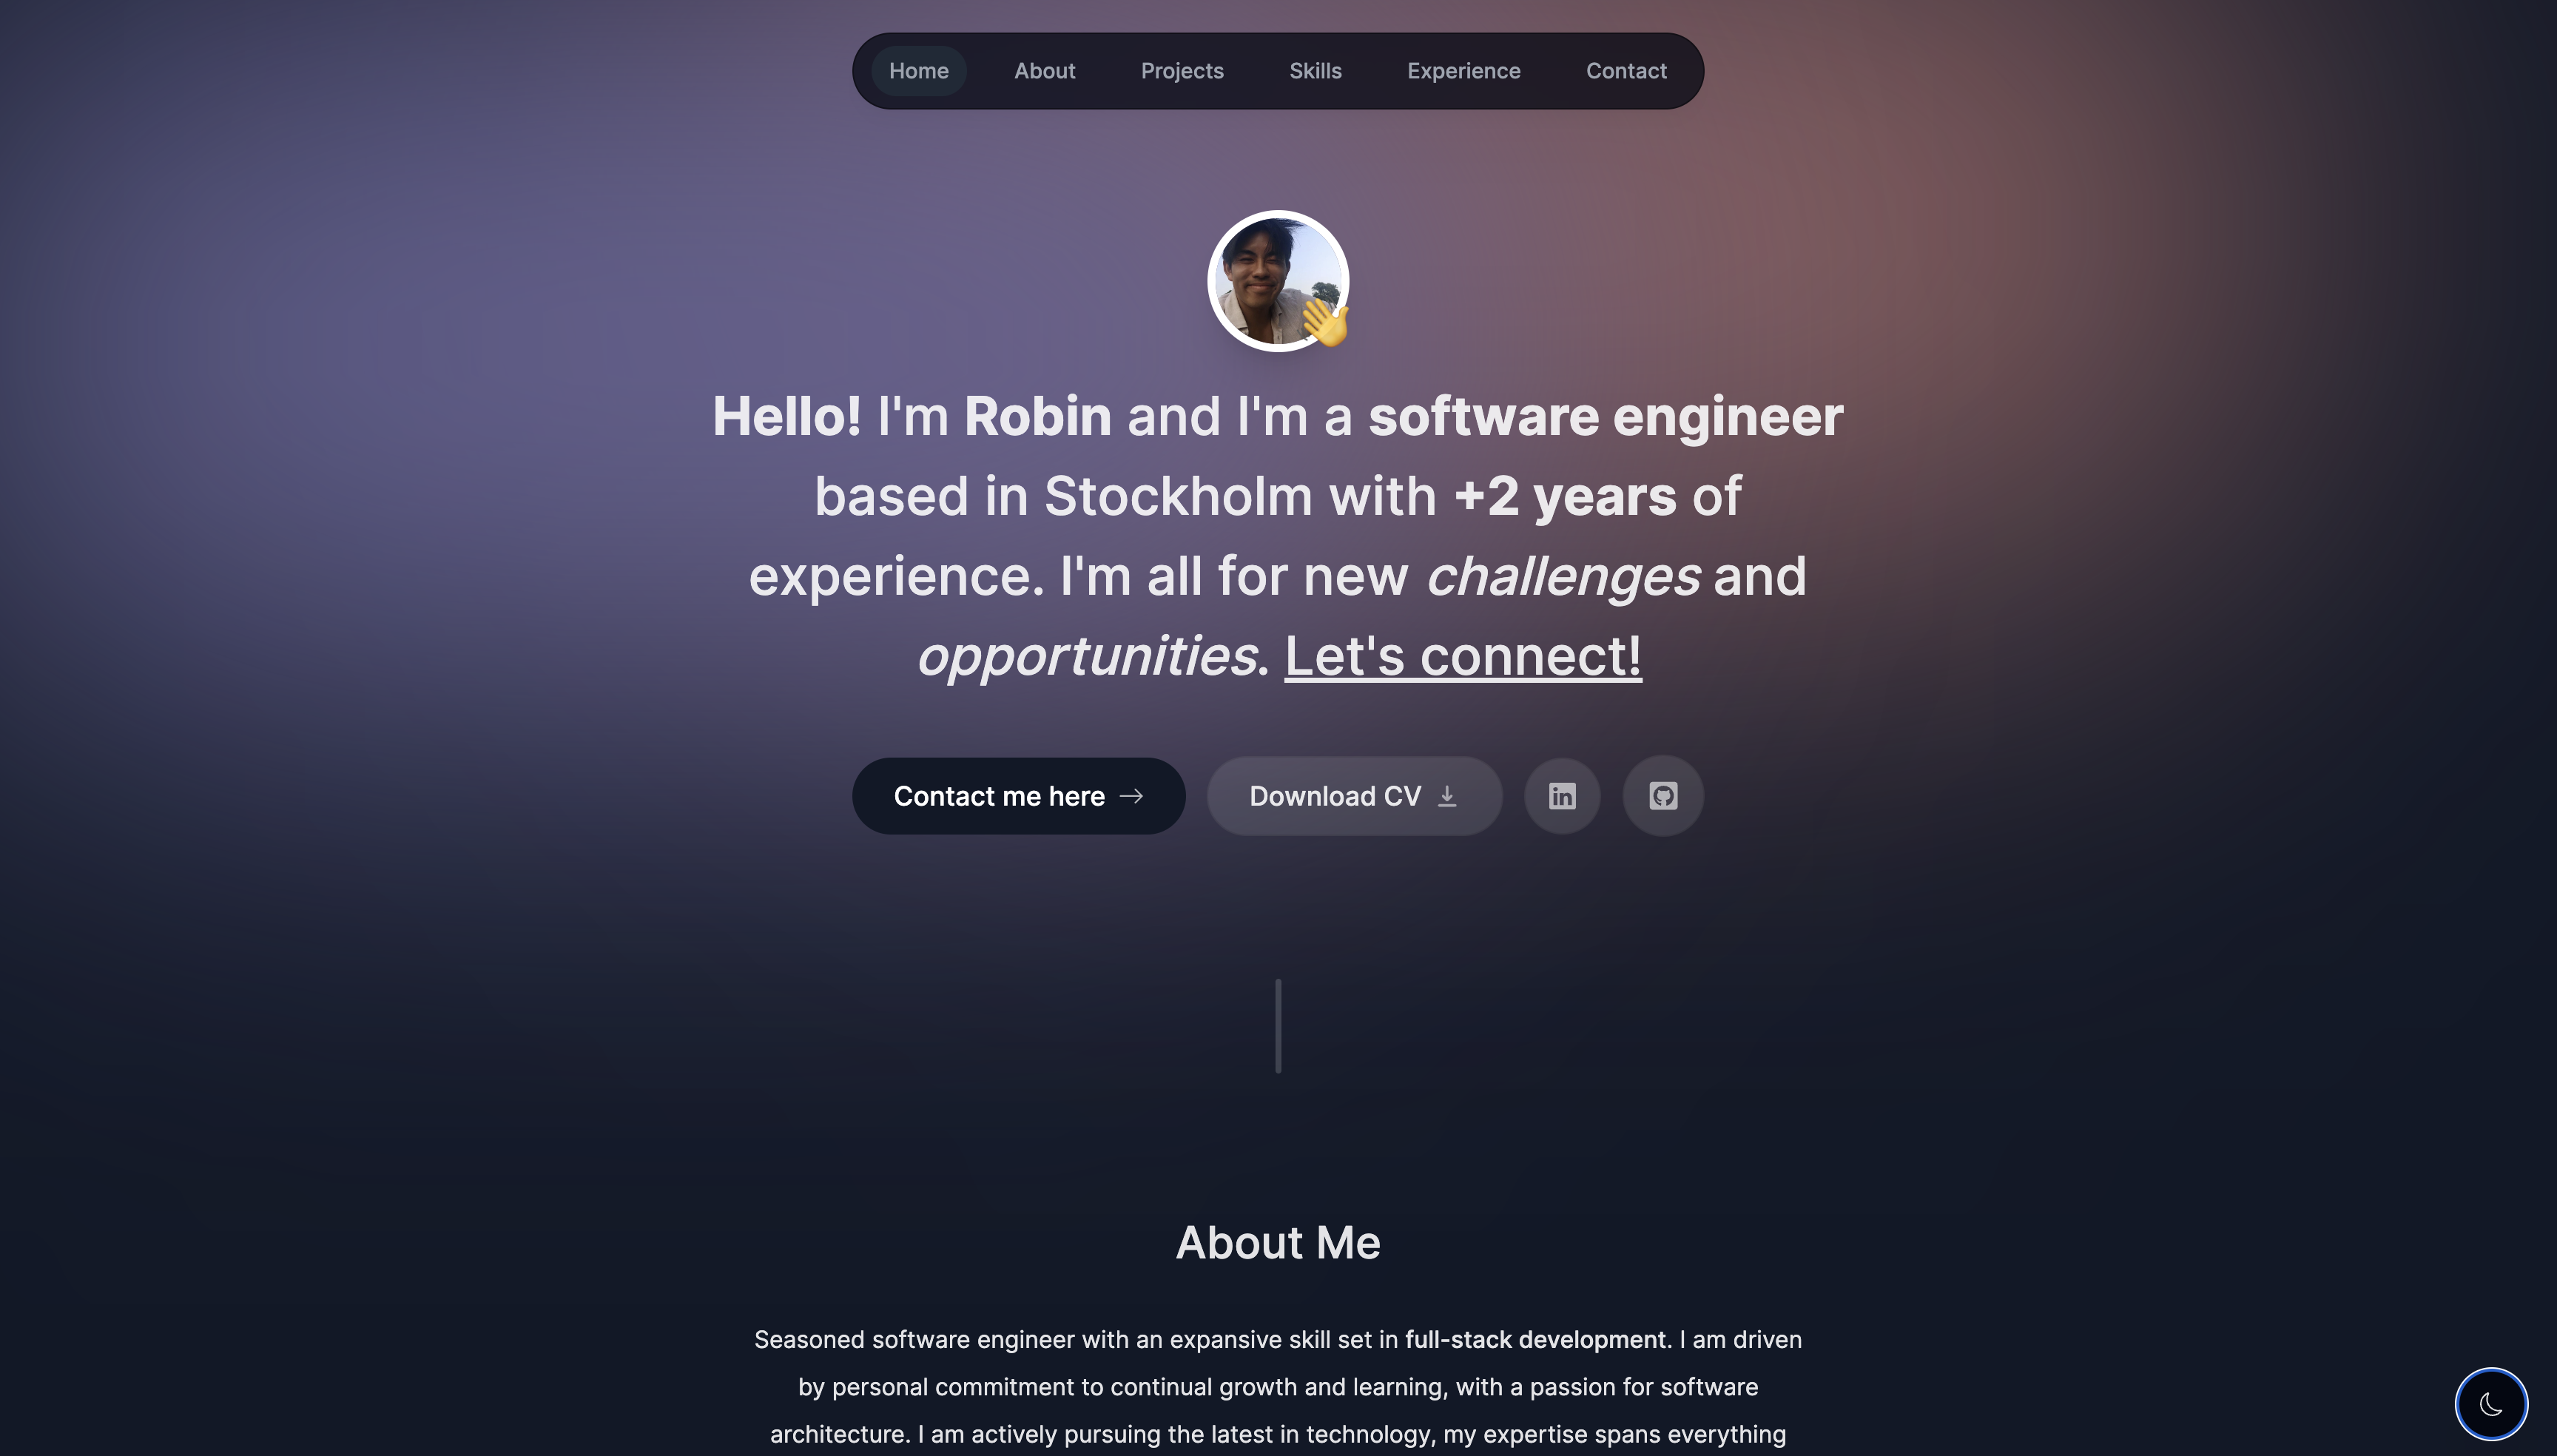 Home About Projects Skills Experience Contact
Hello! I'm Robin and I'm a software engineer
based in Stockholm with +2 years of
experience. I'm all for new challenges and
opportunities. Let's connect!
Contact me here Download CV in
About Me
Seasoned software engineer with an expansive skill set in full-stack development. I am driven
by personal commitment to continual growth and learning, with a passion for software
architecture. I am actively pursuing the latest in technology, my expertise spans everything